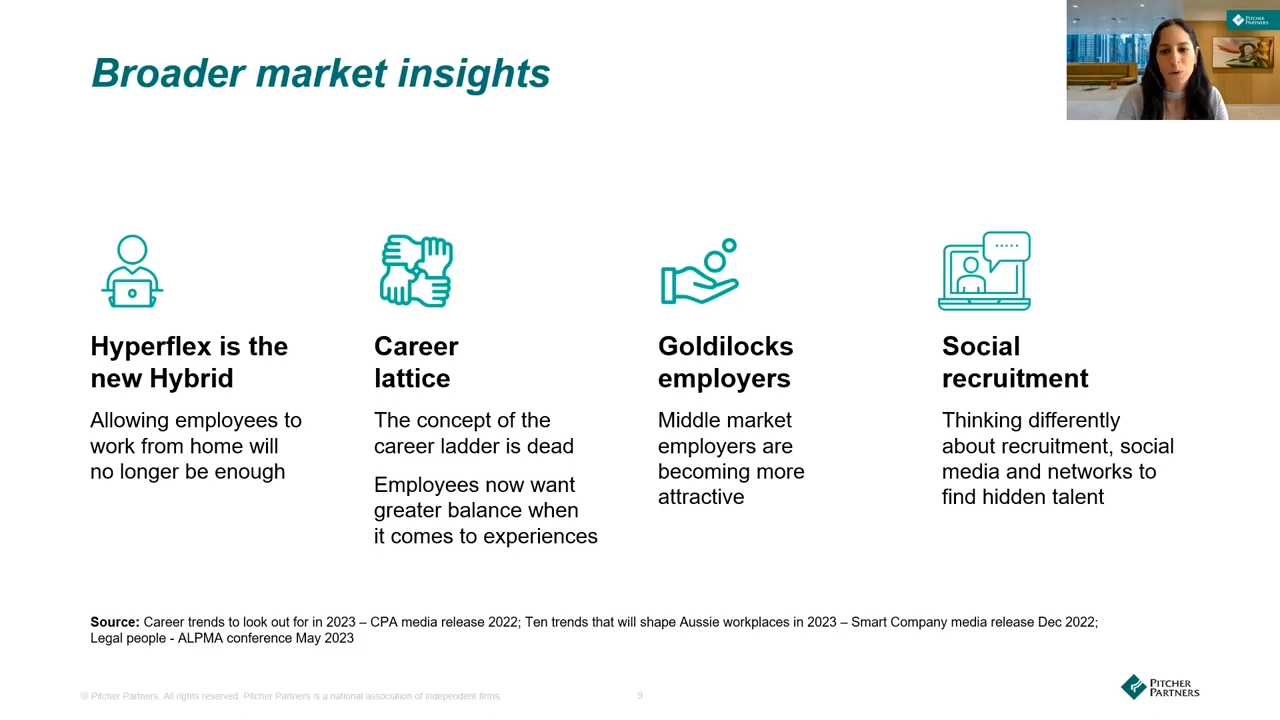 PITCHER
PARTNERS
Broader market insights
Hyperflex is the
new Hybrid
Allowing employees to
work from home will
no longer be enough
Career
lattice
The concept of the
career ladder is dead
Employees now want
greater balance when
it comes to experiences
Goldilocks
employers
Middle market
employers are
becoming more
attractive
Social
recruitment
Thinking differently
about recruitment, social
media and networks to
find hidden talent
Source: Career trends to look out for in 2023 – CPA media release 2022; Ten trends that will shape Aussie workplaces in 2023 – Smart Company media release Dec 2022;
Legal people - ALPMA conference May 2023
© Pitcher Partners. All rights reserved. Pitcher Partners is a national association of independent firms.
9
PITCHER
PARTNERS